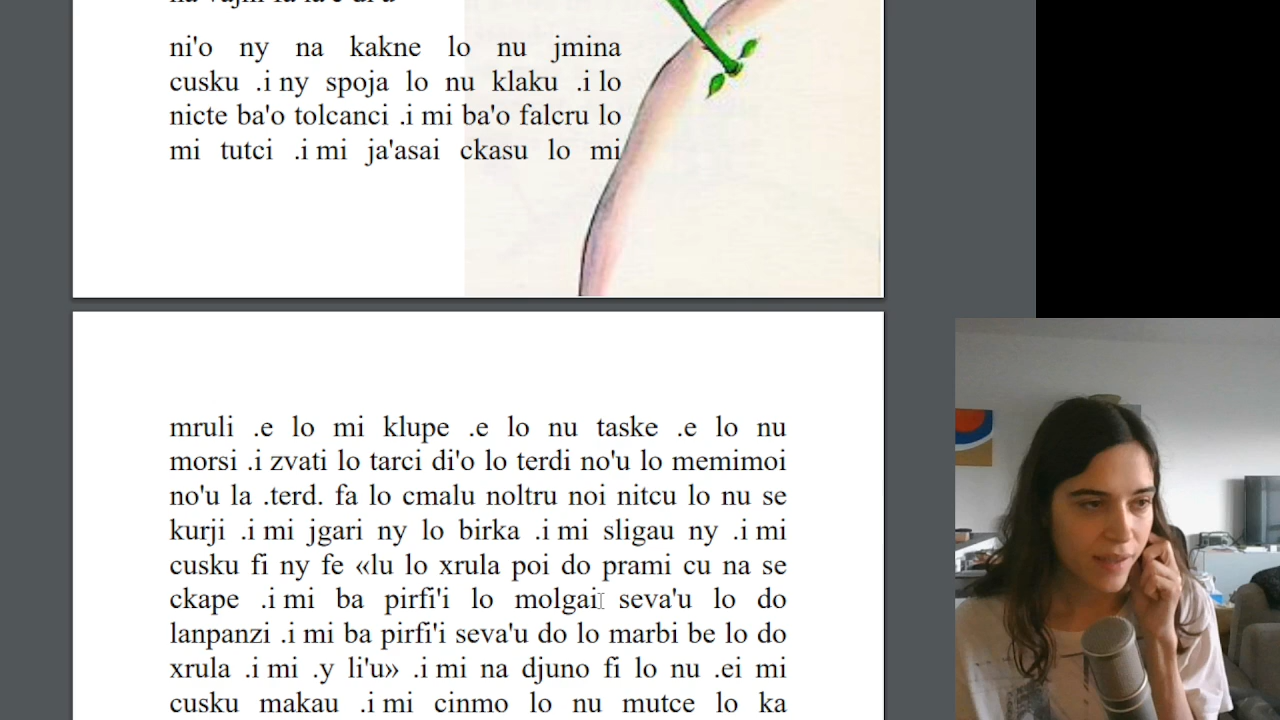 ni'o ny na kakne lo nu jmina
cusku .i ny spoja lo nu klaku .i lo
nicte ba'o tolcanci .i mi ba'o falcru lo
mi tutci .i mi ja'asai ckasu lo mi
mruli .e lo mi klupe .e lo nu taske .e lo nu
morsi .i zvati lo tarci di'o lo terdi no'u lo memimoi
no'u la .terd. fa lo cmalu noltru noi nitcu lo nu se
kurji .i mi jgari ny lo birka .i mi sligau ny .i mi
cusku fi ny fe «lu lo xrula poi do prami cu na se
ckape .i mi ba pirfi'i lo molgai seva'u lo do
lanpanzi .i mi ba pirfi'i seva'u do lo marbi be lo do
xrula .i mi .y li'u» .i mi na djuno fi lo nu .ei mi
cusku makau .i mi cinmo lo nu mutce lo ka